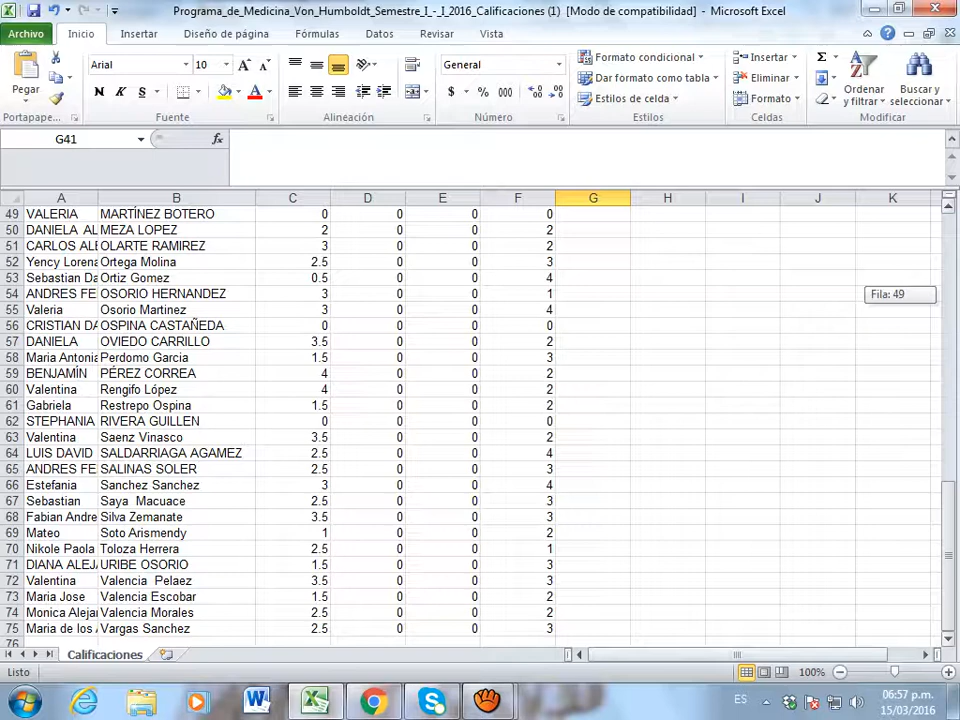 Programa_de_Medicina_Von_Humboldt_Semestre_I_-_I_2016_Calificaciones (1) [Modo de compatibilidad] - Microsoft Excel
Archivo Inicio Insertar Diseño de página Fórmulas Datos Revisar Vista
Arial 10 General Formato condicional Insertar
Pegar Dar formato como tabla Eliminar Ordenar y filtrar Buscar y seleccionar
N K S $ % 000 Estilos de celda Formato
Portapape... Fuente Alineación Número Estilos Celdas Modificar
G41 fx
A B C D E F G H I J K
49 VALERIA MARTÍNEZ BOTERO 0 0 0 0
50 DANIELA AL MEZA LOPEZ 2 0 0 2
51 CARLOS ALE OLARTE RAMIREZ 3 0 0 2
52 Yency Lorena Ortega Molina 2.5 0 0 3
53 Sebastian Da Ortiz Gomez 0.5 0 0 4
54 ANDRES FE OSORIO HERNANDEZ 3 0 0 1
Fila: 49
55 Valeria Osorio Martinez 3 0 0 4
56 CRISTIAN DA OSPINA CASTAÑEDA 0 0 0 0
57 DANIELA OVIEDO CARRILLO 3.5 0 0 2
58 Maria Antonia Perdomo Garcia 1.5 0 0 3
59 BENJAMÍN PÉREZ CORREA 4 0 0 2
60 Valentina Rengifo López 4 0 0 2
61 Gabriela Restrepo Ospina 1.5 0 0 2
62 STEPHANIA RIVERA GUILLEN 0 0 0 0
63 Valentina Saenz Vinasco 3.5 0 0 2
64 LUIS DAVID SALDARRIAGA AGAMEZ 2.5 0 0 4
65 ANDRES FE SALINAS SOLER 2.5 0 0 3
66 Estefania Sanchez Sanchez 3 0 0 4
67 Sebastian Saya Macuace 2.5 0 0 3
68 Fabian Andre Silva Zemanate 3.5 0 0 3
69 Mateo Soto Arismendy 1 0 0 2
70 Nikole Paola Toloza Herrera 2.5 0 0 1
71 DIANA ALEJ URIBE OSORIO 1.5 0 0 3
72 Valentina Valencia Pelaez 3.5 0 0 3
73 Maria Jose Valencia Escobar 1.5 0 0 2
74 Monica Alejar Valencia Morales 2.5 0 0 2
75 Maria de los Vargas Sanchez 2.5 0 0 3
76
Calificaciones
Listo 100%
ES 06:57 p.m.
15/03/2016